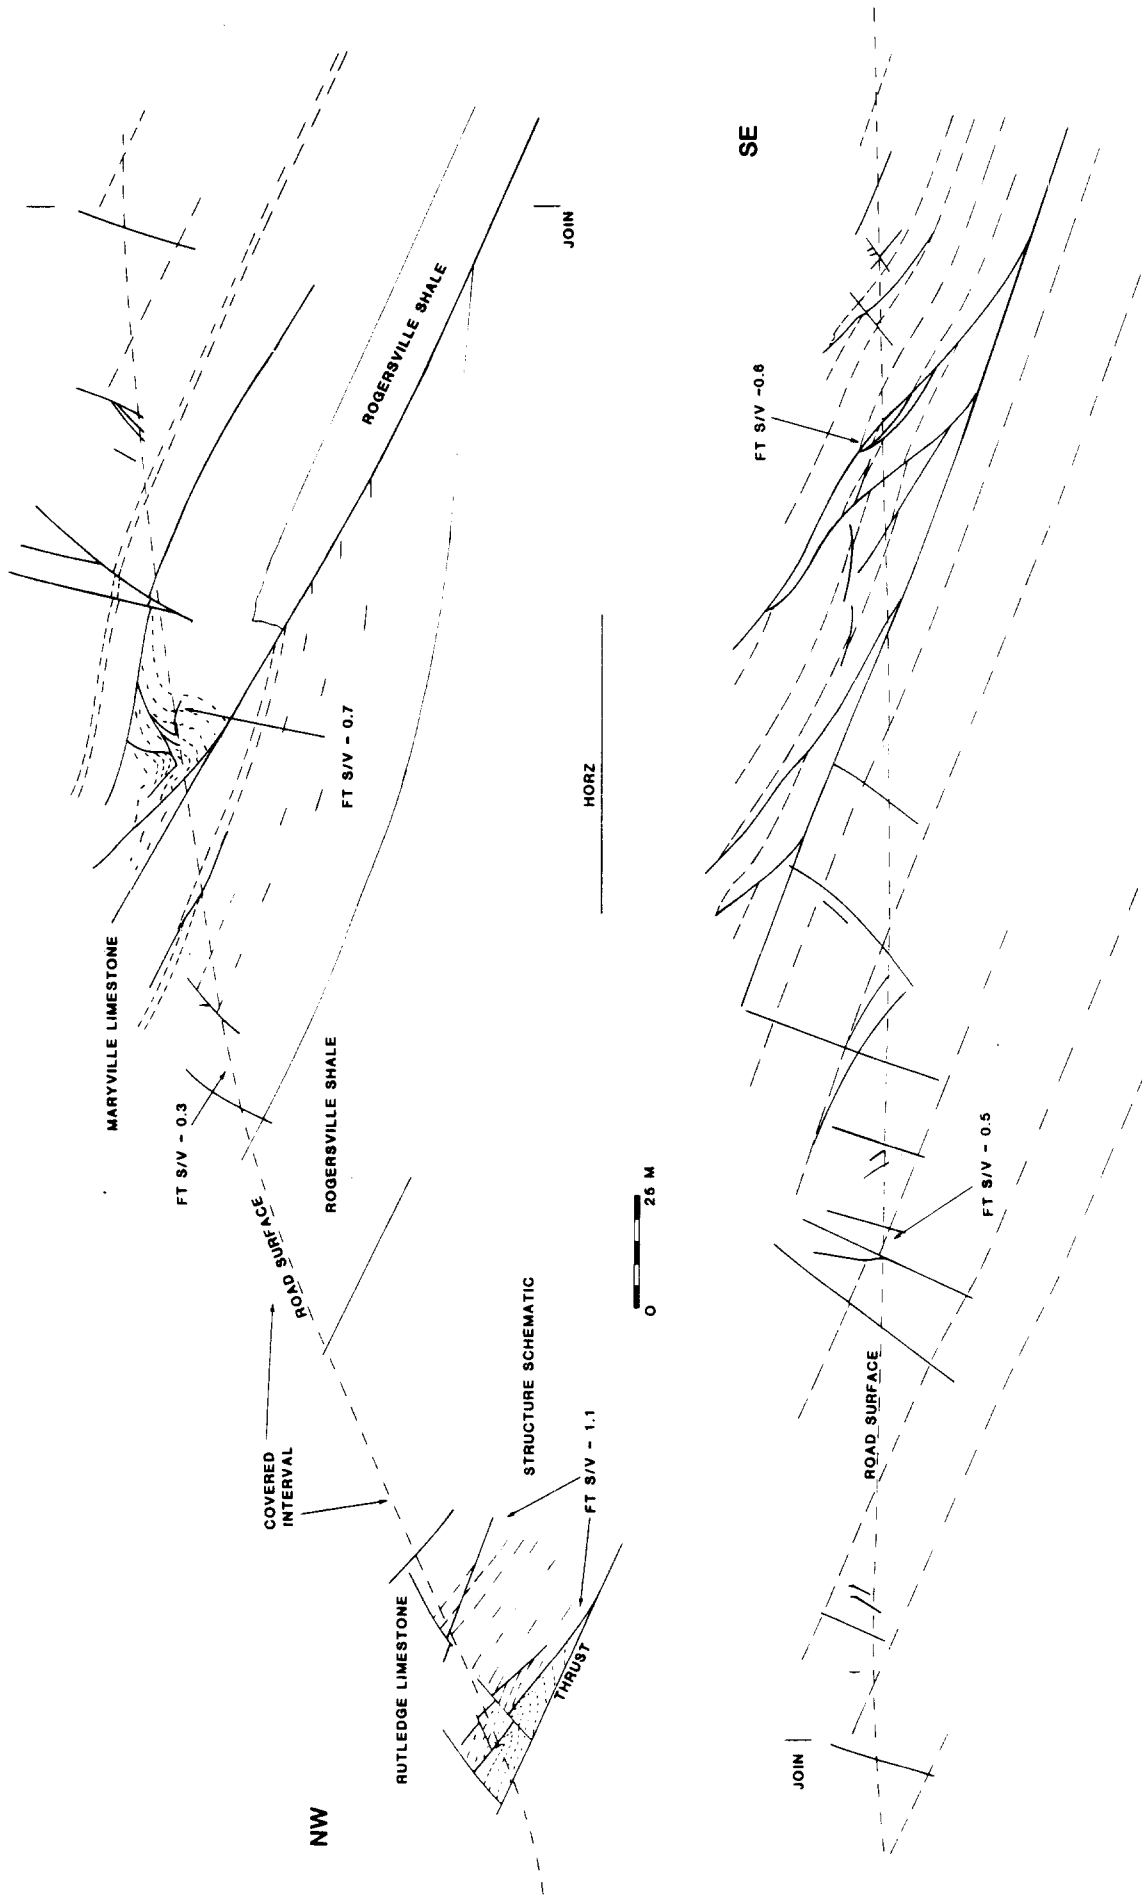 NW
RUTLEDGE LIMESTONE
THRUST
FT S/V - 1.1
STRUCTURE SCHEMATIC
COVERED
INTERVAL
ROAD SURFACE
FT S/V - 0.3
ROGERSVILLE SHALE
MARYVILLE LIMESTONE
FT S/V - 0.7
ROGERSVILLE SHALE
JOIN
HORZ
0 25 M
JOIN
ROAD SURFACE
FT S/V - 0.5
FT S/V -0.6
SE